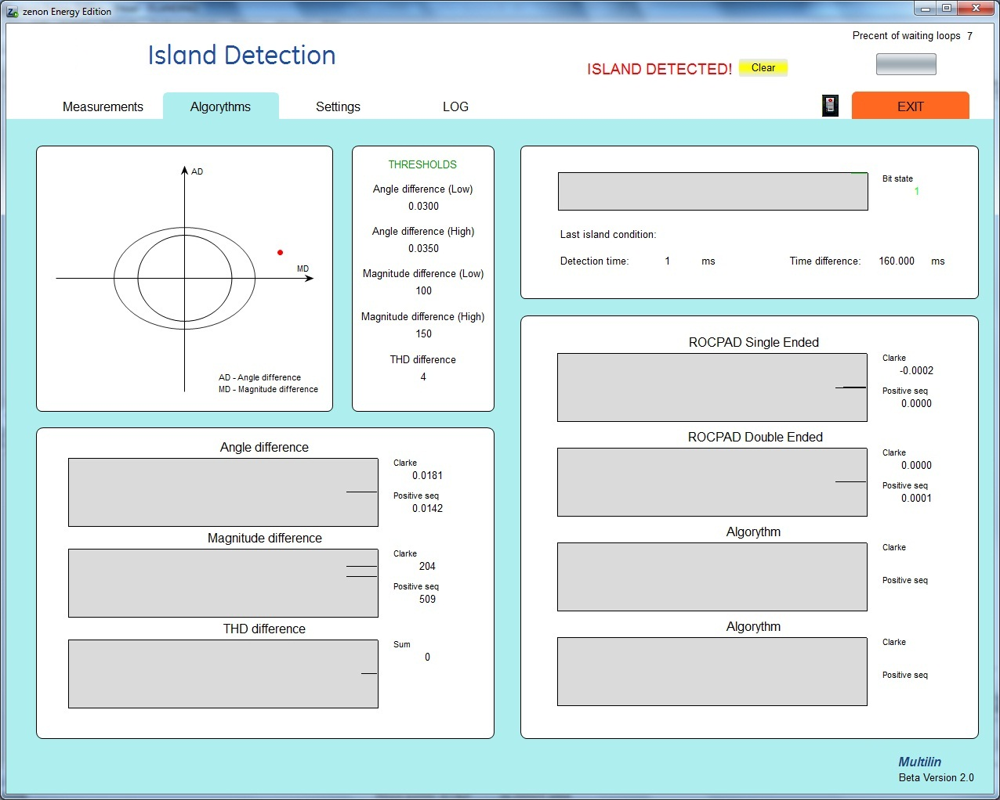 zenon Energy Edition
Precent of waiting loops 7
Island Detection
ISLAND DETECTED! Clear
Measurements Algorythms Settings LOG EXIT
AD
MD
AD - Angle difference
MD - Magnitude difference
THRESHOLDS
Angle difference (Low)
0.0300
Angle difference (High)
0.0350
Magnitude difference (Low)
100
Magnitude difference (High)
150
THD difference
4
Bit state
1
Last island condition:
Detection time: 1 ms Time difference: 160.000 ms
Angle difference
Clarke
0.0181
Positive seq
0.0142
Magnitude difference
Clarke
204
Positive seq
509
THD difference
Sum
0
ROCPAD Single Ended
Clarke
-0.0002
Positive seq
0.0000
ROCPAD Double Ended
Clarke
0.0000
Positive seq
0.0001
Algorythm
Clarke
Positive seq
Algorythm
Clarke
Positive seq
Multilin
Beta Version 2.0